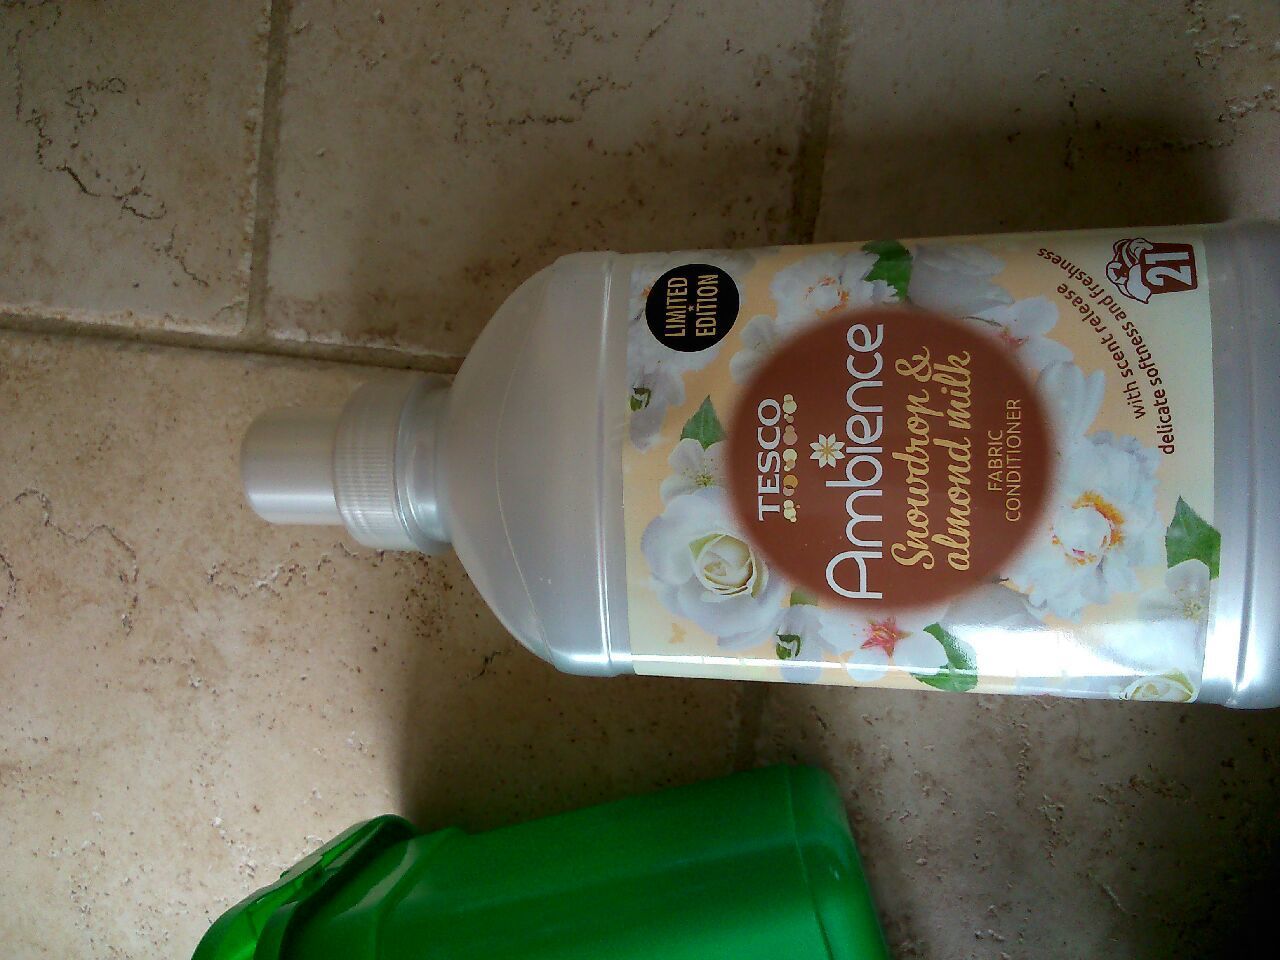 LIMITED
EDITION
TESCO
Ambience
Snowdrop &
almond milk
FABRIC
CONDITIONER
with scent release
delicate softness and freshness
21